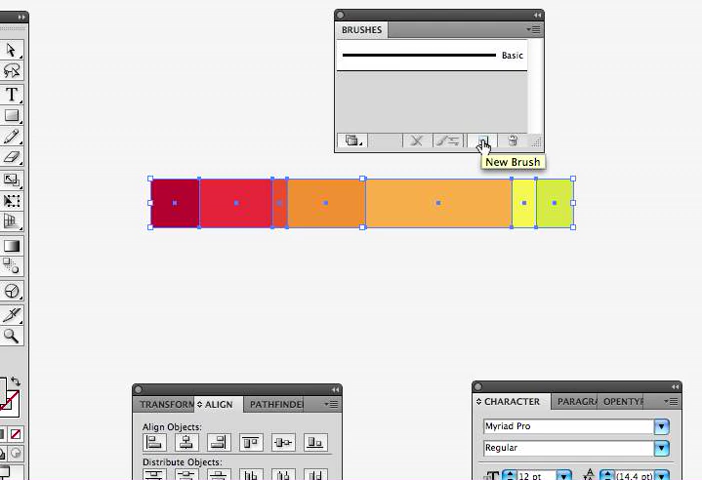 BRUSHES
Basic
New Brush
T
TRANSFORM ALIGN PATHFINDE
Align Objects:
Distribute Objects:
CHARACTER PARAGRA OPENTYP
Myriad Pro
Regular
12 pt (14.4 pt)